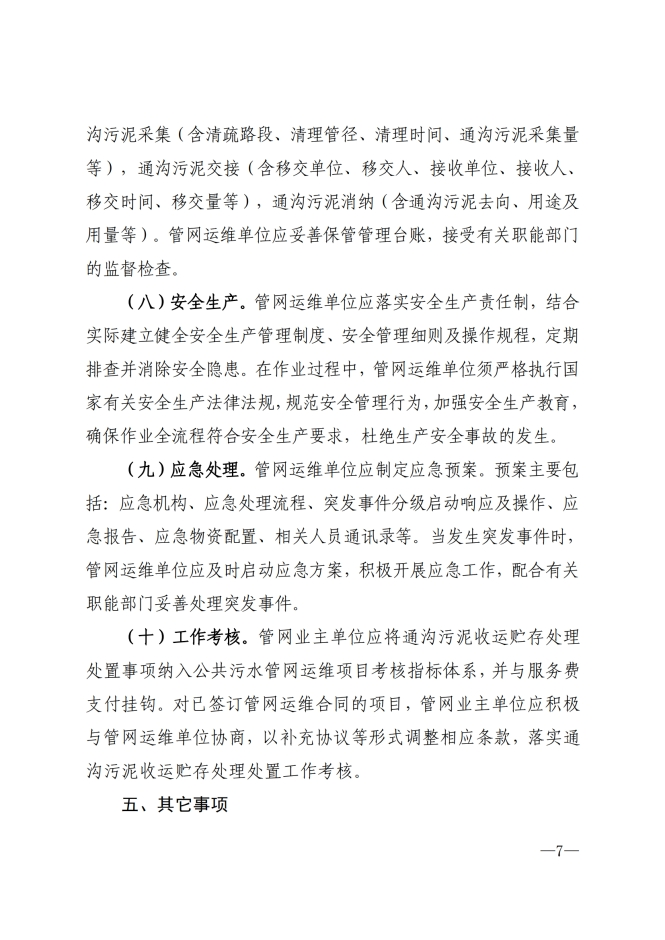 沟污泥采集（含清疏路段、清理管径、清理时间、通沟污泥采集量
等），通沟污泥交接（含移交单位、移交人、接收单位、接收人、
移交时间、移交量等），通沟污泥消纳（含通沟污泥去向、用途及
用量等）。管网运维单位应妥善保管管理台账，接受有关职能部门
的监督检查。
（八）安全生产。管网运维单位应落实安全生产责任制，结合
实际建立健全安全生产管理制度、安全管理细则及操作规程，定期
排查并消除安全隐患。在作业过程中，管网运维单位须严格执行国
家有关安全生产法律法规，规范安全管理行为，加强安全生产教育，
确保作业全流程符合安全生产要求，杜绝生产安全事故的发生。
（九）应急处理。管网运维单位应制定应急预案。预案主要包
括：应急机构、应急处理流程、突发事件分级启动响应及操作、应
急报告、应急物资配置、相关人员通讯录等。当发生突发事件时，
管网运维单位应及时启动应急方案，积极开展应急工作，配合有关
职能部门妥善处理突发事件。
（十）工作考核。管网业主单位应将通沟污泥收运贮存处理
处置事项纳入公共污水管网运维项目考核指标体系，并与服务费
支付挂钩。对已签订管网运维合同的项目，管网业主单位应积极
与管网运维单位协商，以补充协议等形式调整相应条款，落实通
沟污泥收运贮存处理处置工作考核。
五、其它事项
—7—